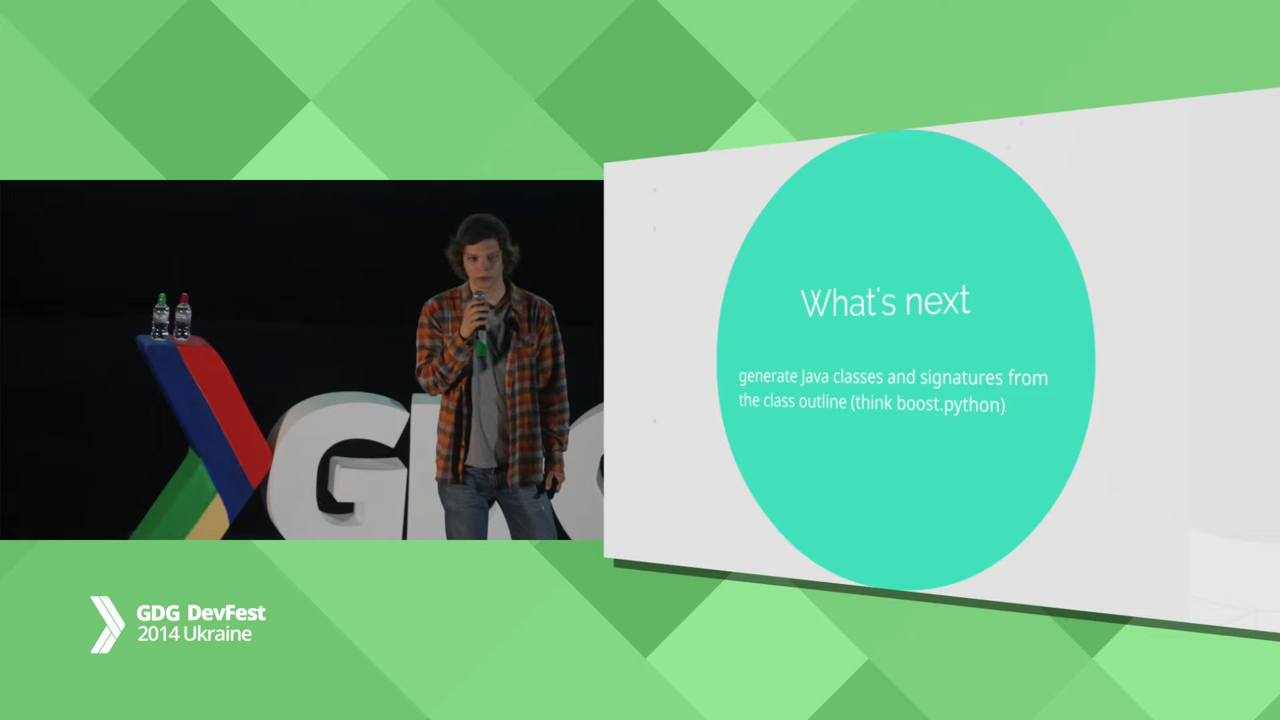 What's next
generate Java classes and signatures from
the class outline (think boost.python)
GDG DevFest
2014 Ukraine